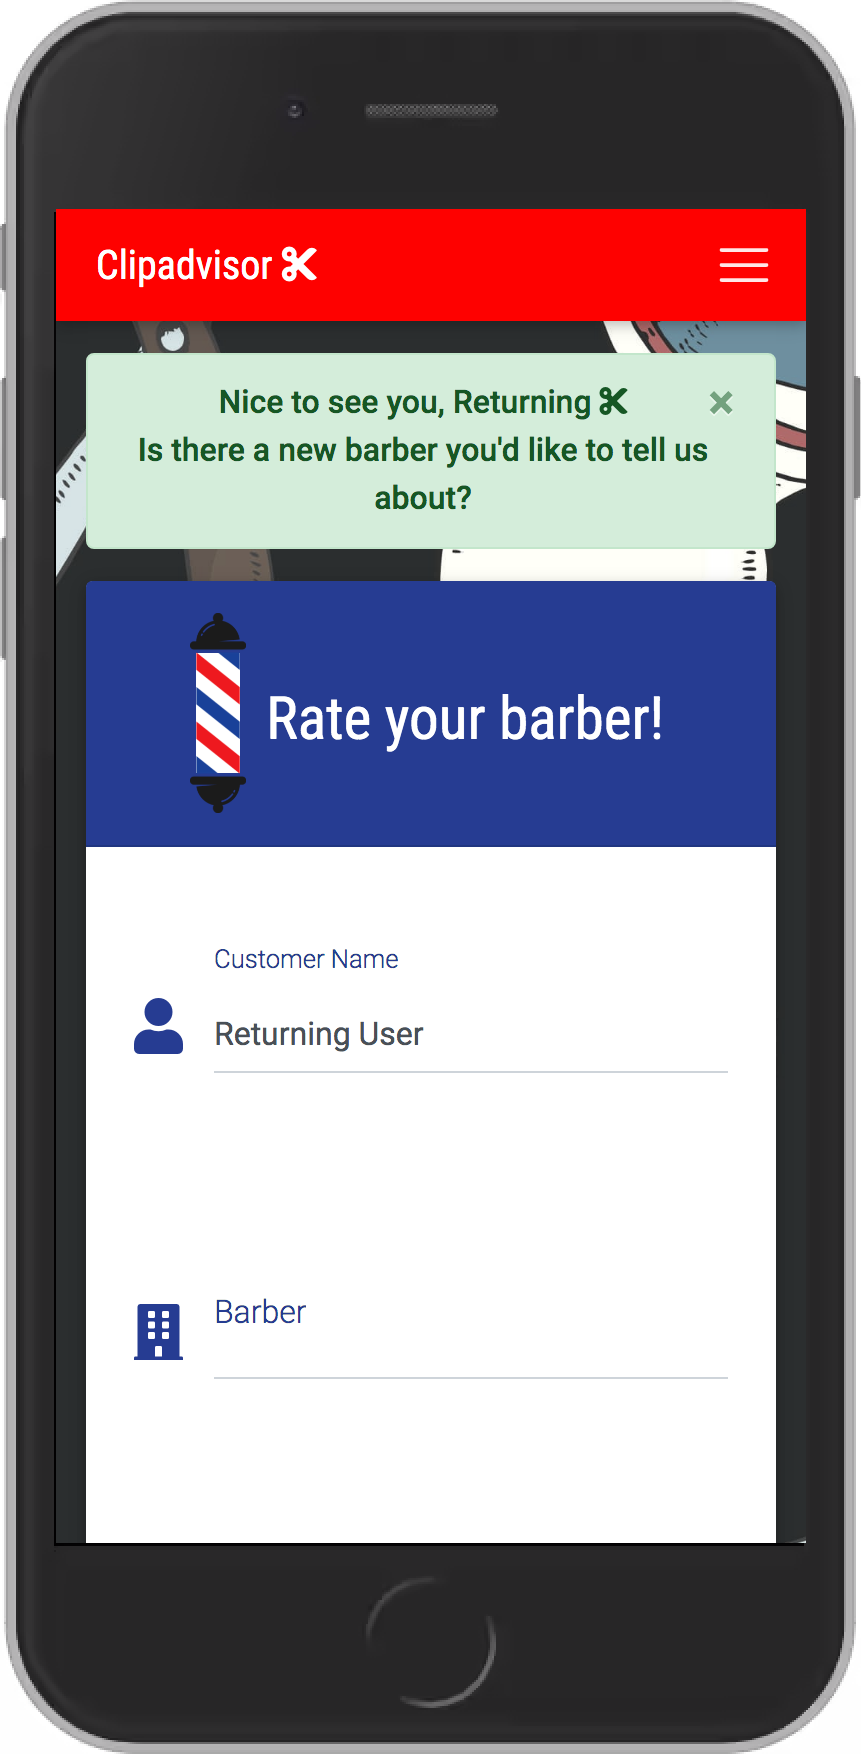 Clipadvisor
Nice to see you, Returning
Is there a new barber you'd like to tell us
about?
Rate your barber!
Customer Name
Returning User
Barber